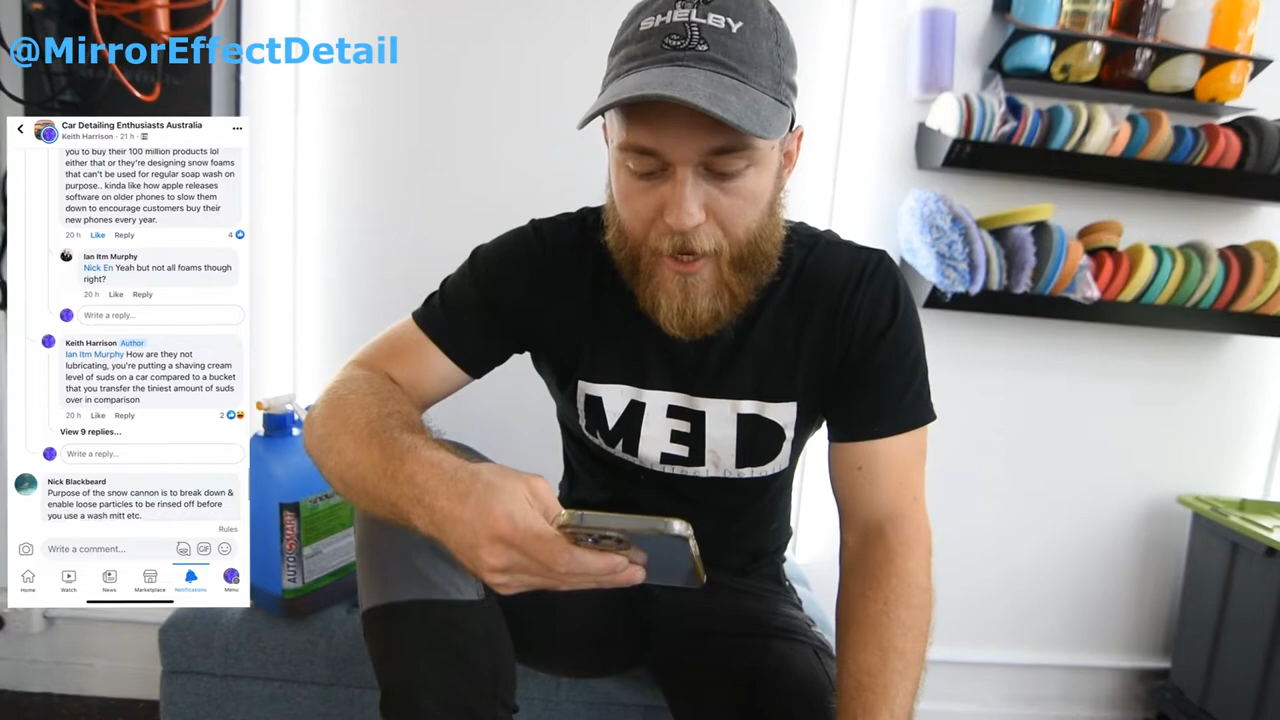 @MirrorEffectDetail
SHELBY
Car Detailing Enthusiasts Australia
Keith Harrison · 21 h ·
you to buy their 100 million products lol
either that or they're designing snow foams
that can't be used for regular soap wash on
purpose.. kinda like how apple releases
software on older phones to slow them
down to encourage customers buy their
new phones every year.
20 h Like Reply 4
Ian Itm Murphy
Nick En Yeah but not all foams though
right?
20 h Like Reply
Write a reply...
Keith Harrison Author
Ian Itm Murphy How are they not
lubricating, you're putting a shaving cream
level of suds on a car compared to a bucket
that you transfer the tiniest amount of suds
over in comparison
20 h Like Reply 2
View 9 replies...
Write a reply...
Nick Blackbeard
Purpose of the snow cannon is to break down &
enable loose particles to be rinsed off before
you use a wash mitt etc.
Rules
Write a comment...
GIF
Home Watch News Marketplace Notifications Menu
MED
AUTOSMART